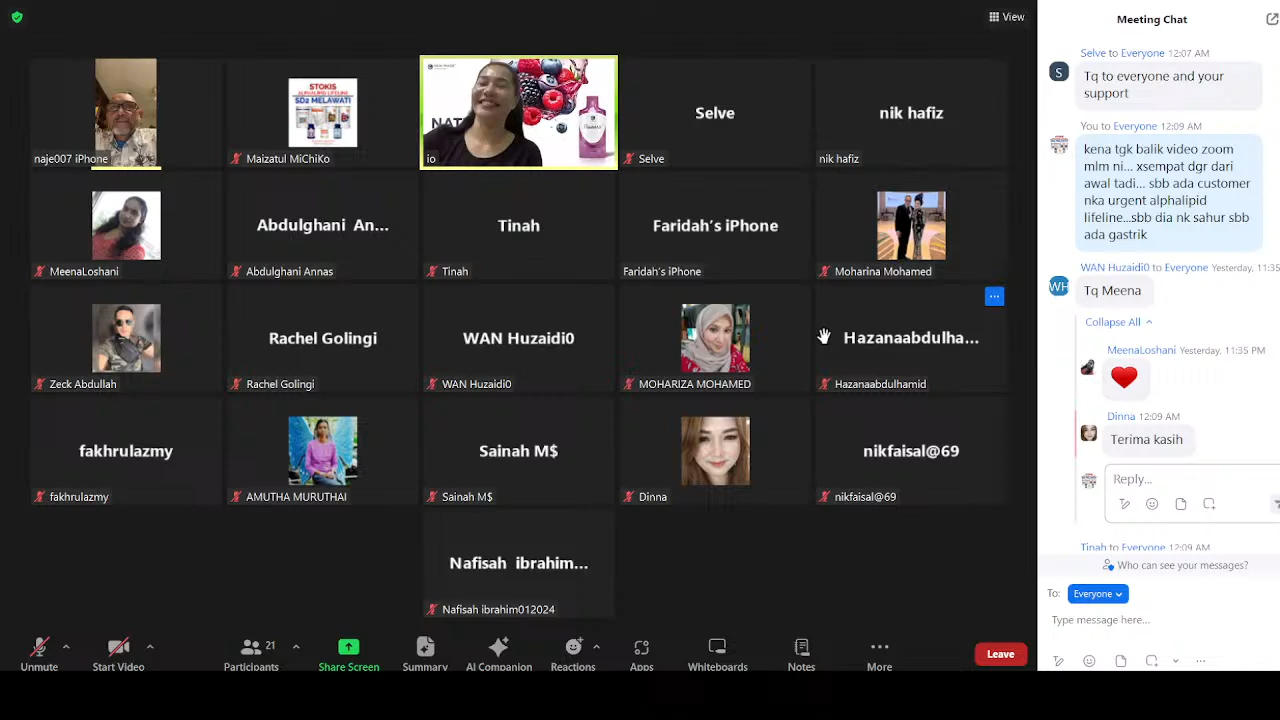 View
naje007 iPhone
STOKIS
ALPHALIPID LIFELINE
SD2 MELAWATI
Maizatul MiChiKo
NAT
io
Selve
Selve
nik hafiz
nik hafiz
MeenaLoshani
Abdulghani An...
Abdulghani Annas
Tinah
Tinah
Faridah's iPhone
Faridah's iPhone
Moharina Mohamed
Zeck Abdullah
Rachel Golingi
Rachel Golingi
WAN Huzaidi0
WAN Huzaidi0
MOHARIZA MOHAMED
Hazanaabdulha...
Hazanaabdulhamid
fakhrulazmy
fakhrulazmy
AMUTHA MURUTHAI
Sainah M$
Sainah M$
Dinna
nikfaisal@69
nikfaisal@69
Nafisah ibrahim...
Nafisah ibrahim012024
Unmute
Start Video
21
Participants
Share Screen
Summary
AI Companion
Reactions
Apps
Whiteboards
Notes
More
Leave
Meeting Chat
Selve to Everyone 12:07 AM
S
Tq to everyone and your
support
You to Everyone 12:09 AM
kena tgk balik video zoom
mlm ni... xsempat dgr dari
awal tadi... sbb ada customer
nka urgent alphalipid
lifeline...sbb dia nk sahur sbb
ada gastrik
WAN Huzaidi0 to Everyone Yesterday, 11:35
WH
Tq Meena
Collapse All
MeenaLoshani Yesterday, 11:35 PM
Dinna 12:09 AM
Terima kasih
Reply...
Tinah to Everyone 12:09 AM
Who can see your messages?
To: Everyone
Type message here...